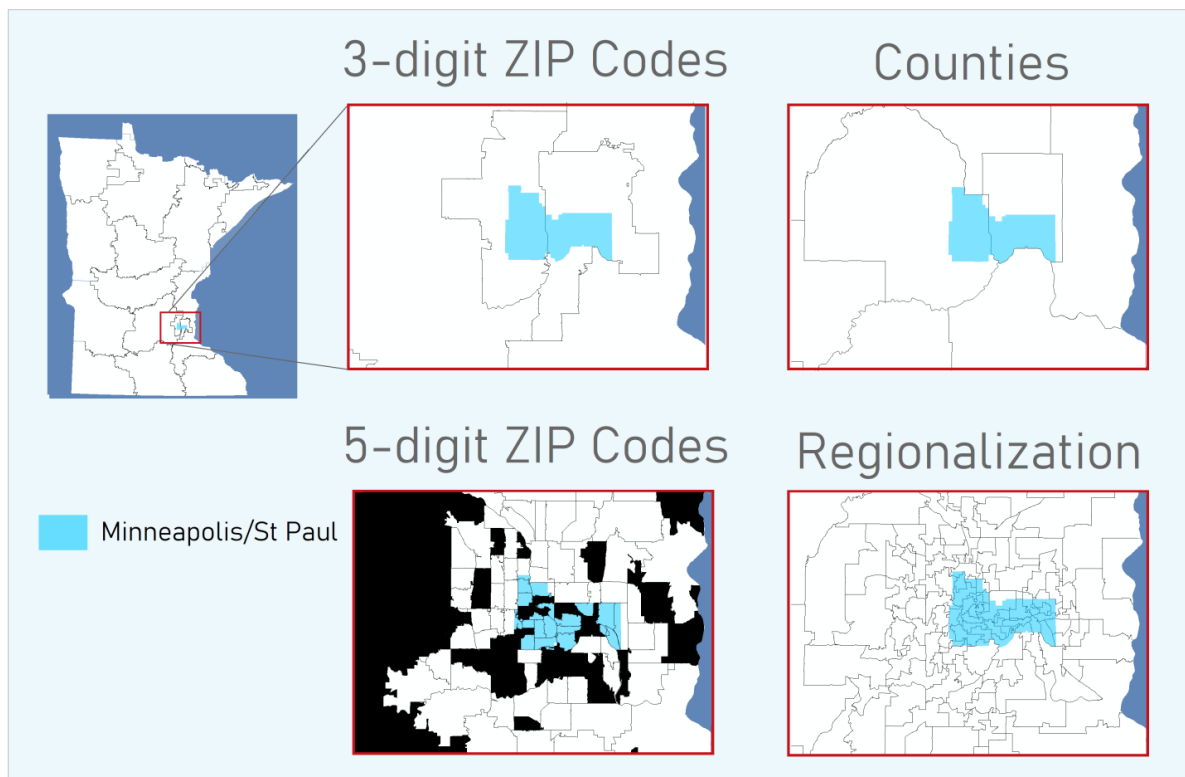 3-digit ZIP Codes
Counties
5-digit ZIP Codes
Regionalization
Minneapolis/St Paul